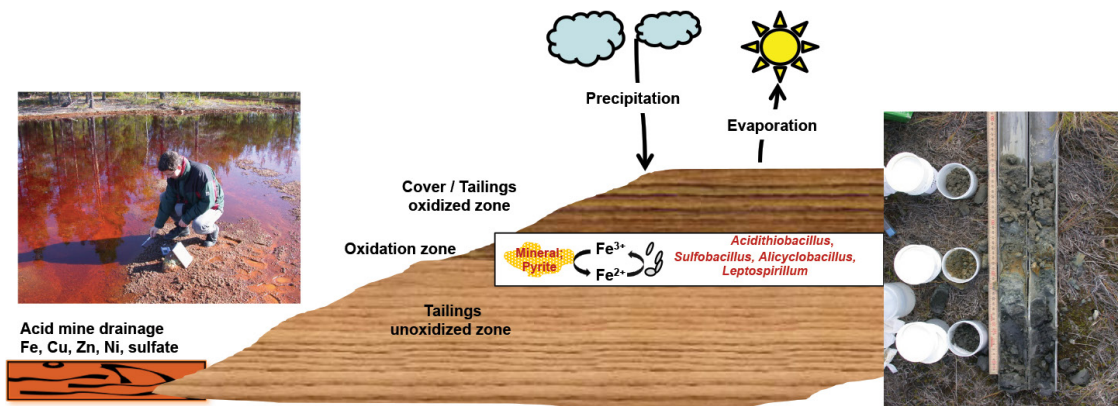 Precipitation
Evaporation
Cover / Tailings
oxidized zone
Oxidation zone
Mineral;
Pyrite
Fe³⁺
Fe²⁺
Acidithiobacillus,
Sulfobacillus, Alicyclobacillus,
Leptospirillum
Tailings
unoxidized zone
Acid mine drainage
Fe, Cu, Zn, Ni, sulfate